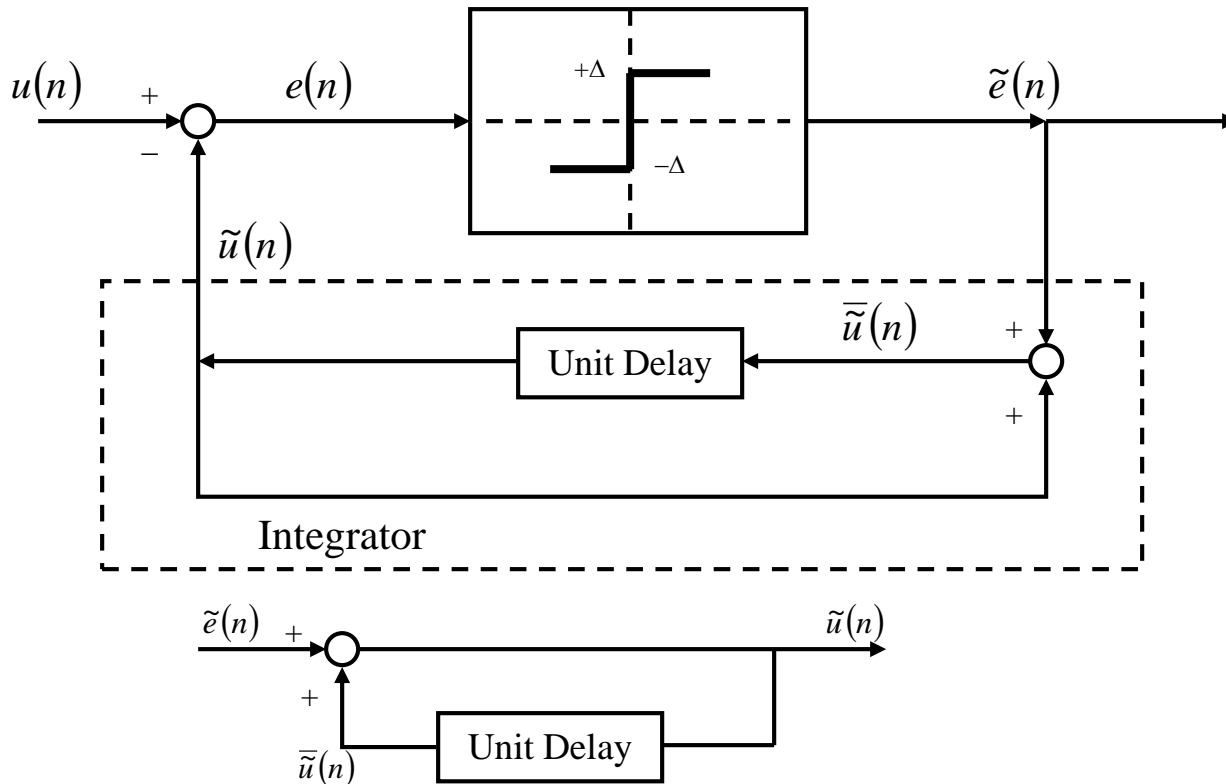 u(n)
+
−
e(n)
+Δ
−Δ
ẽ(n)
ũ(n)
Unit Delay
ũ̅(n)
+
+
Integrator
ẽ(n)
+
+
ũ(n)
Unit Delay
ũ̅(n)